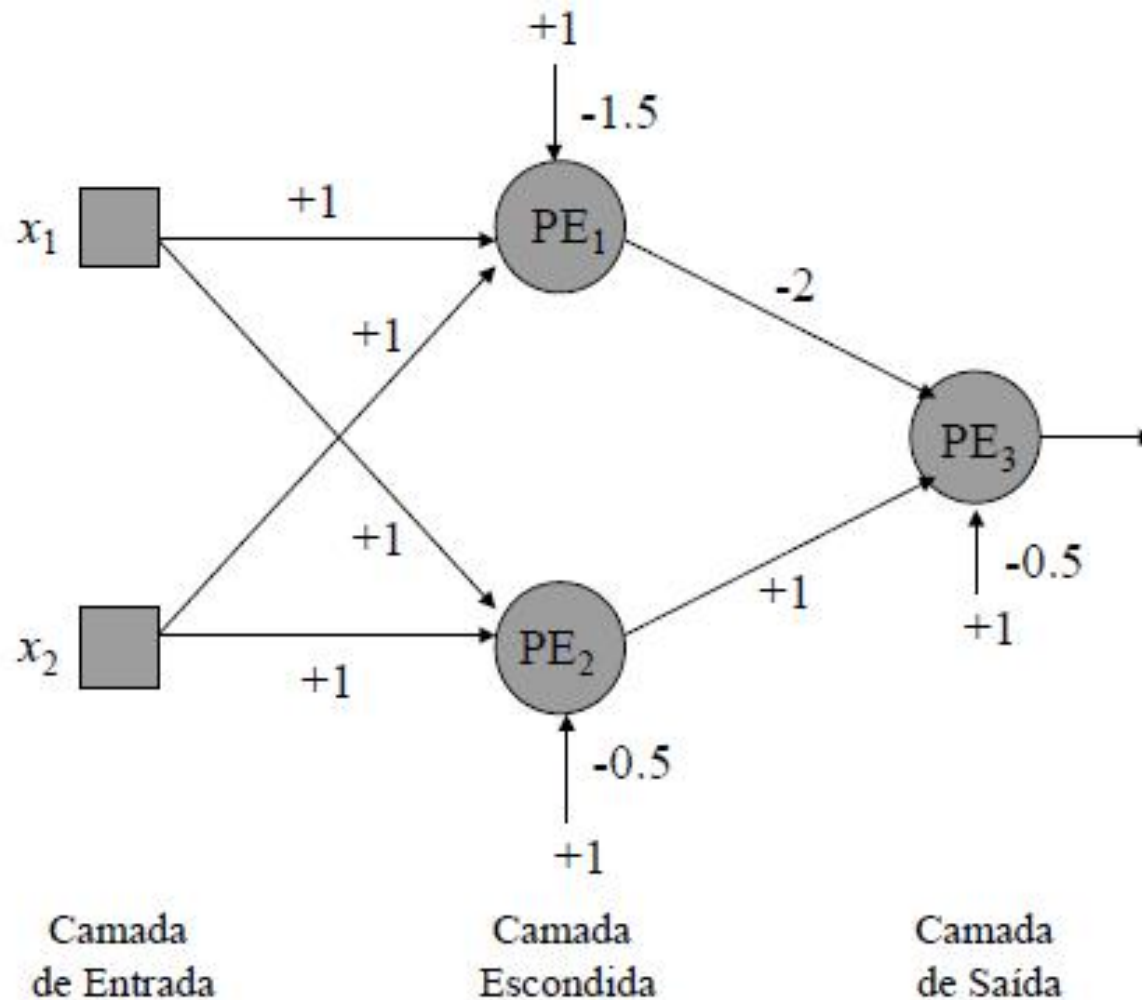 +1
-1.5
x₁
+1
PE₁
-2
+1
PE₃
+1
-0.5
+1
+1
x₂
PE₂
+1
-0.5
+1
Camada de Entrada
Camada Escondida
Camada de Saída